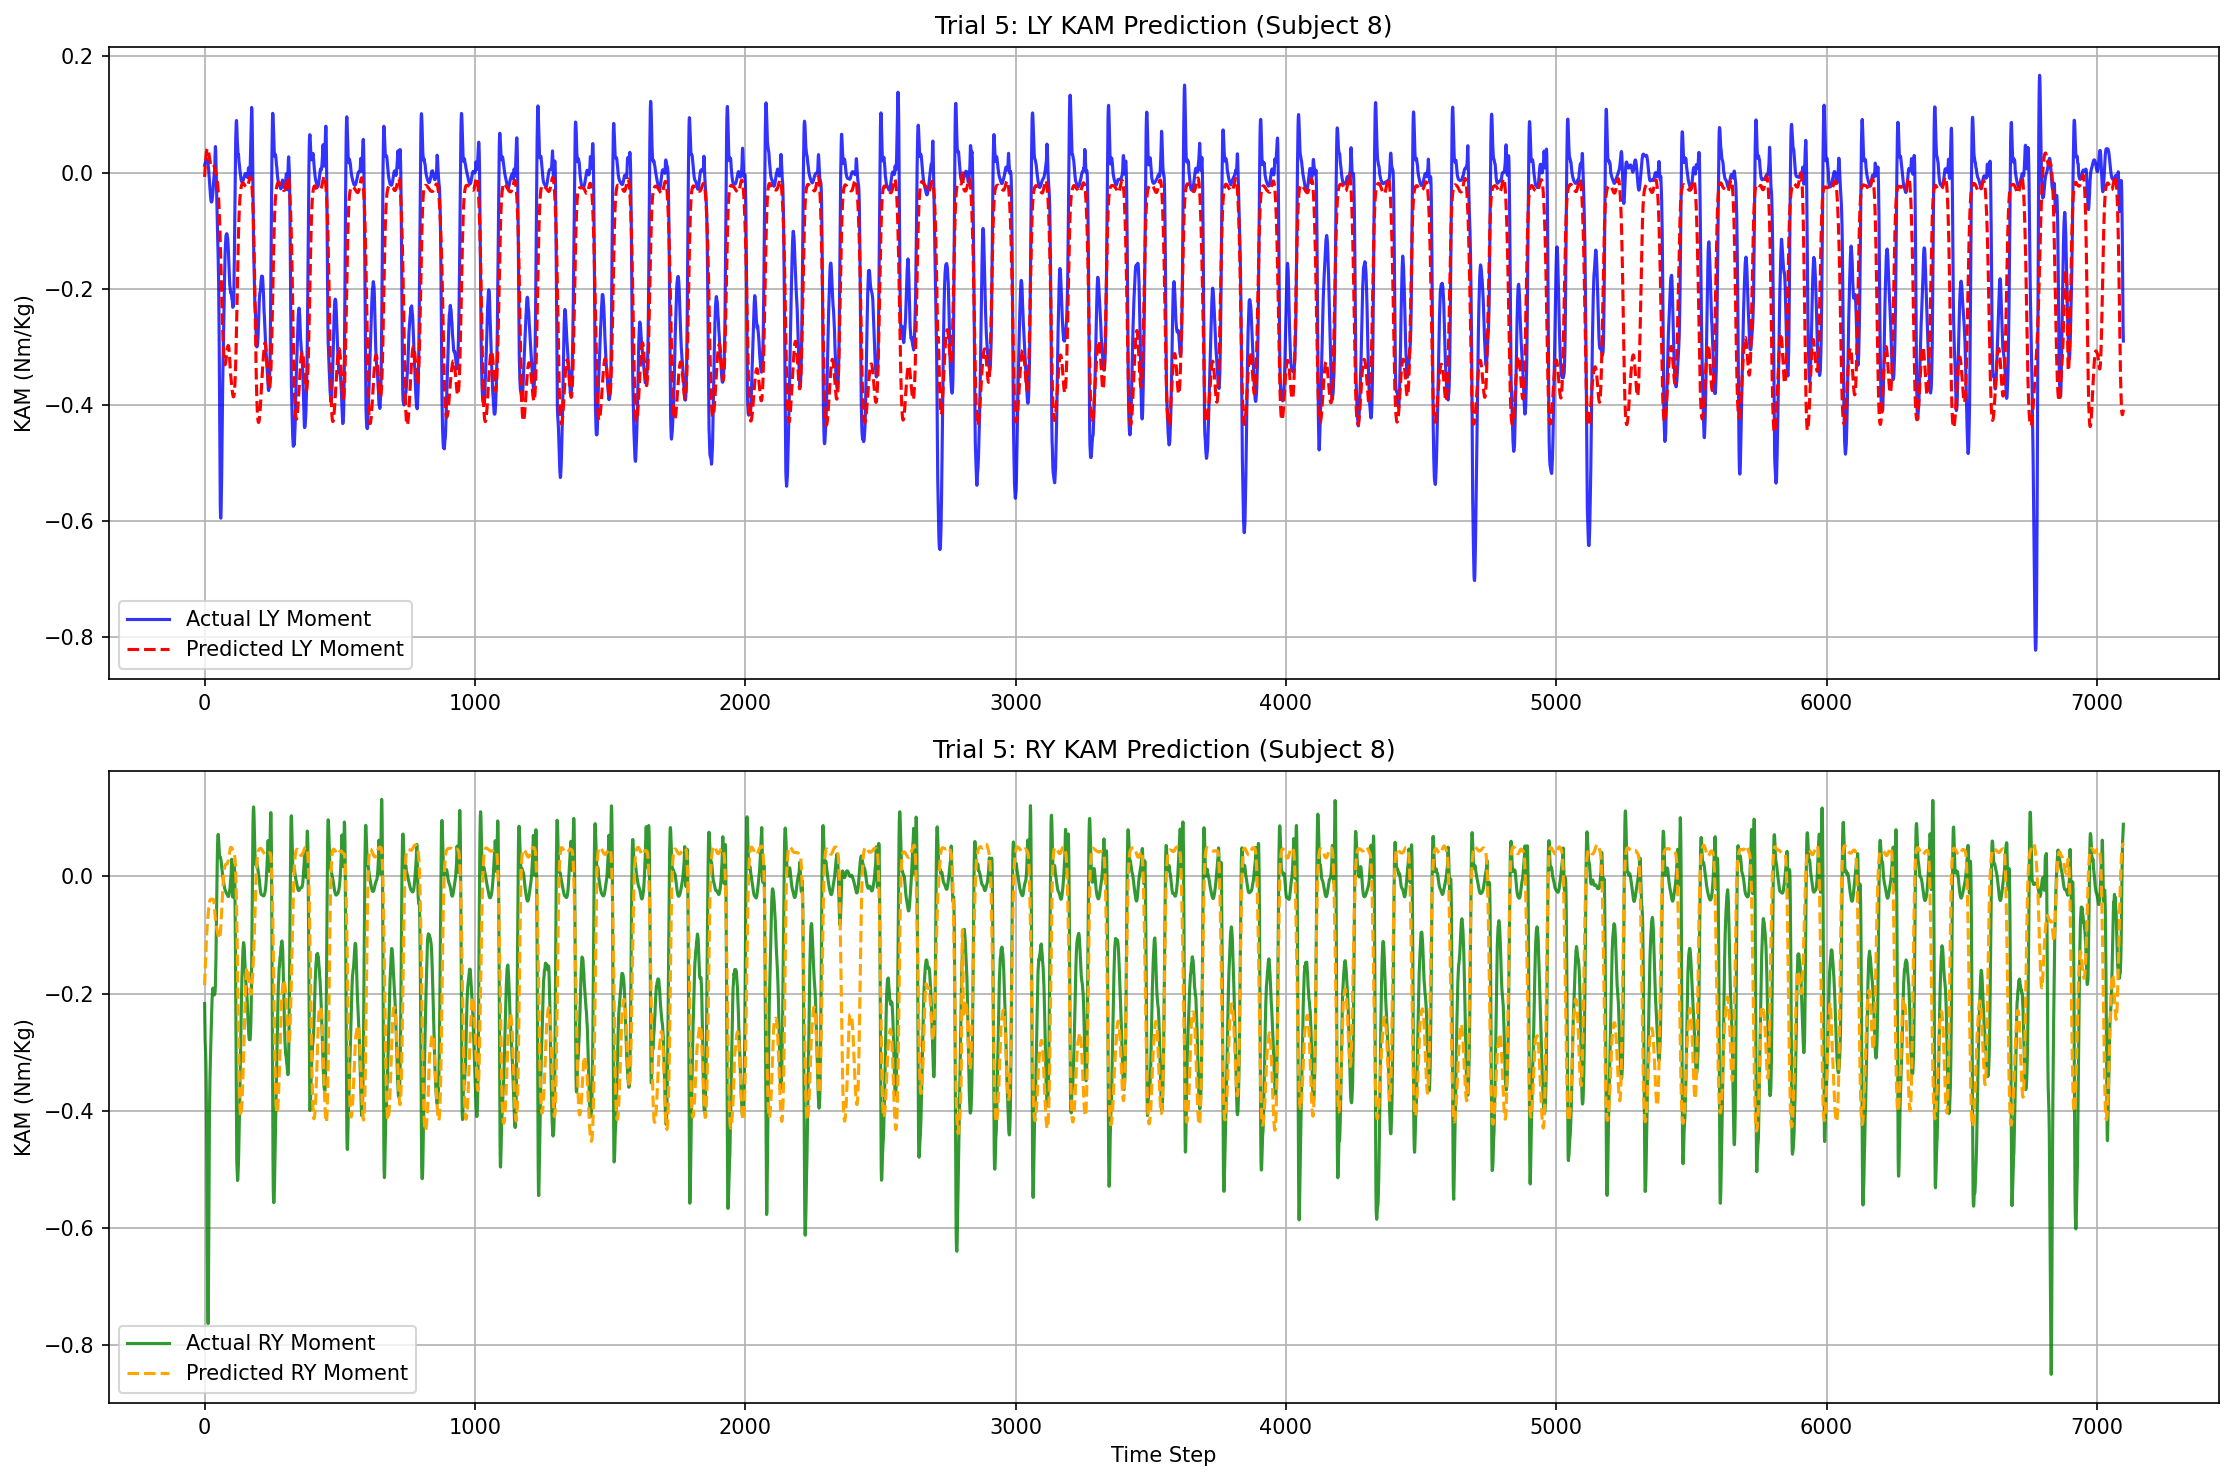 Trial 5: LY KAM Prediction (Subject 8)
0.2
0.0
−0.2
−0.4
−0.6
−0.8
KAM (Nm/Kg)
Actual LY Moment
Predicted LY Moment
0 1000 2000 3000 4000 5000 6000 7000
Trial 5: RY KAM Prediction (Subject 8)
0.0
−0.2
−0.4
−0.6
−0.8
KAM (Nm/Kg)
Actual RY Moment
Predicted RY Moment
0 1000 2000 3000 4000 5000 6000 7000
Time Step